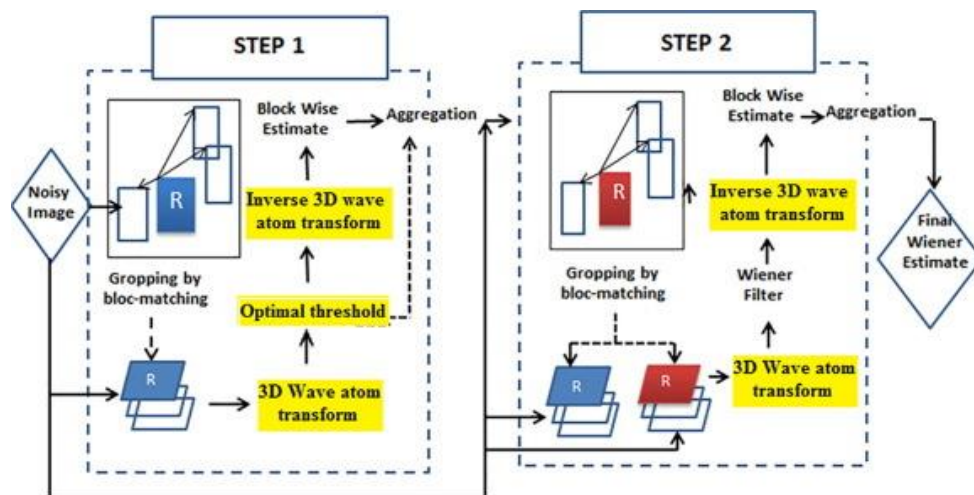 STEP 1
Noisy
Image
R
Gropping by
bloc-matching
R
3D Wave atom
transform
Optimal threshold
Inverse 3D wave
atom transform
Block Wise
Estimate
Aggregation
STEP 2
R
Gropping by
bloc-matching
R
R
3D Wave atom
transform
Wiener
Filter
Inverse 3D wave
atom transform
Block Wise
Estimate
Aggregation
Final
Wiener
Estimate